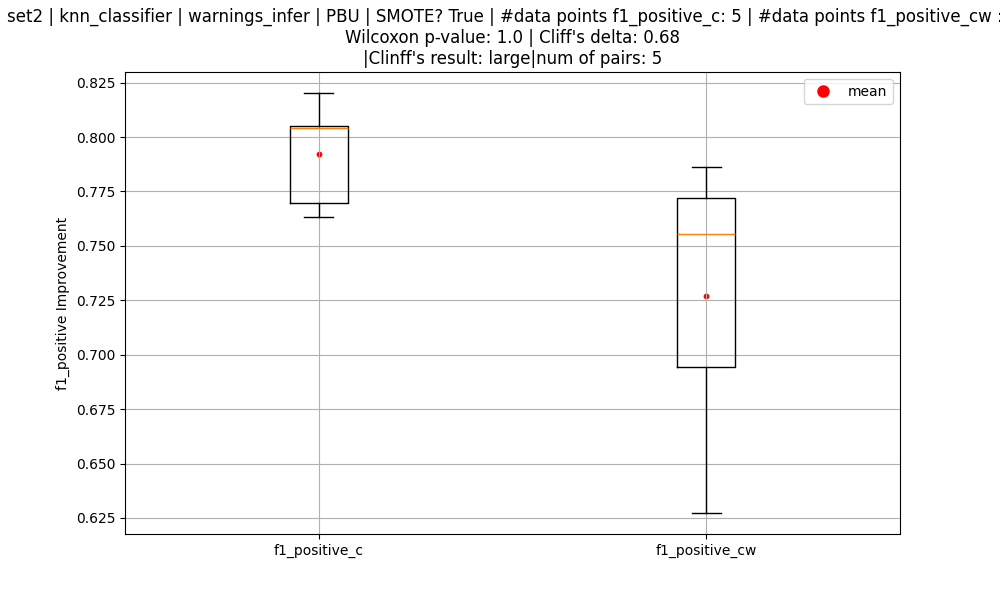 set2 | knn_classifier | warnings_infer | PBU | SMOTE? True | #data points f1_positive_c: 5 | #data points f1_positive_cw :
Wilcoxon p-value: 1.0 | Cliff's delta: 0.68
|Clinff's result: large|num of pairs: 5
mean
0.825
0.800
0.775
0.750
0.725
0.700
0.675
0.650
0.625
f1_positive Improvement
f1_positive_c
f1_positive_cw